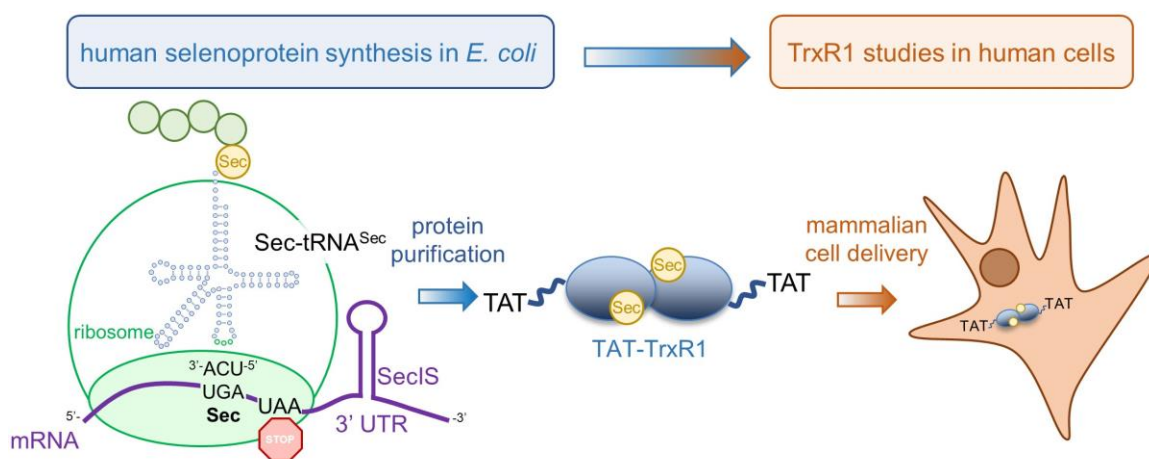 human selenoprotein synthesis in E. coli
TrxR1 studies in human cells
Sec
Sec-tRNASec
ribosome
3'-ACU-5'
UGA
Sec
UAA
STOP
5'-
mRNA
SecIS
3' UTR
-3'
protein
purification
TAT
Sec
Sec
TAT
TAT-TrxR1
mammalian
cell delivery
TAT
TAT